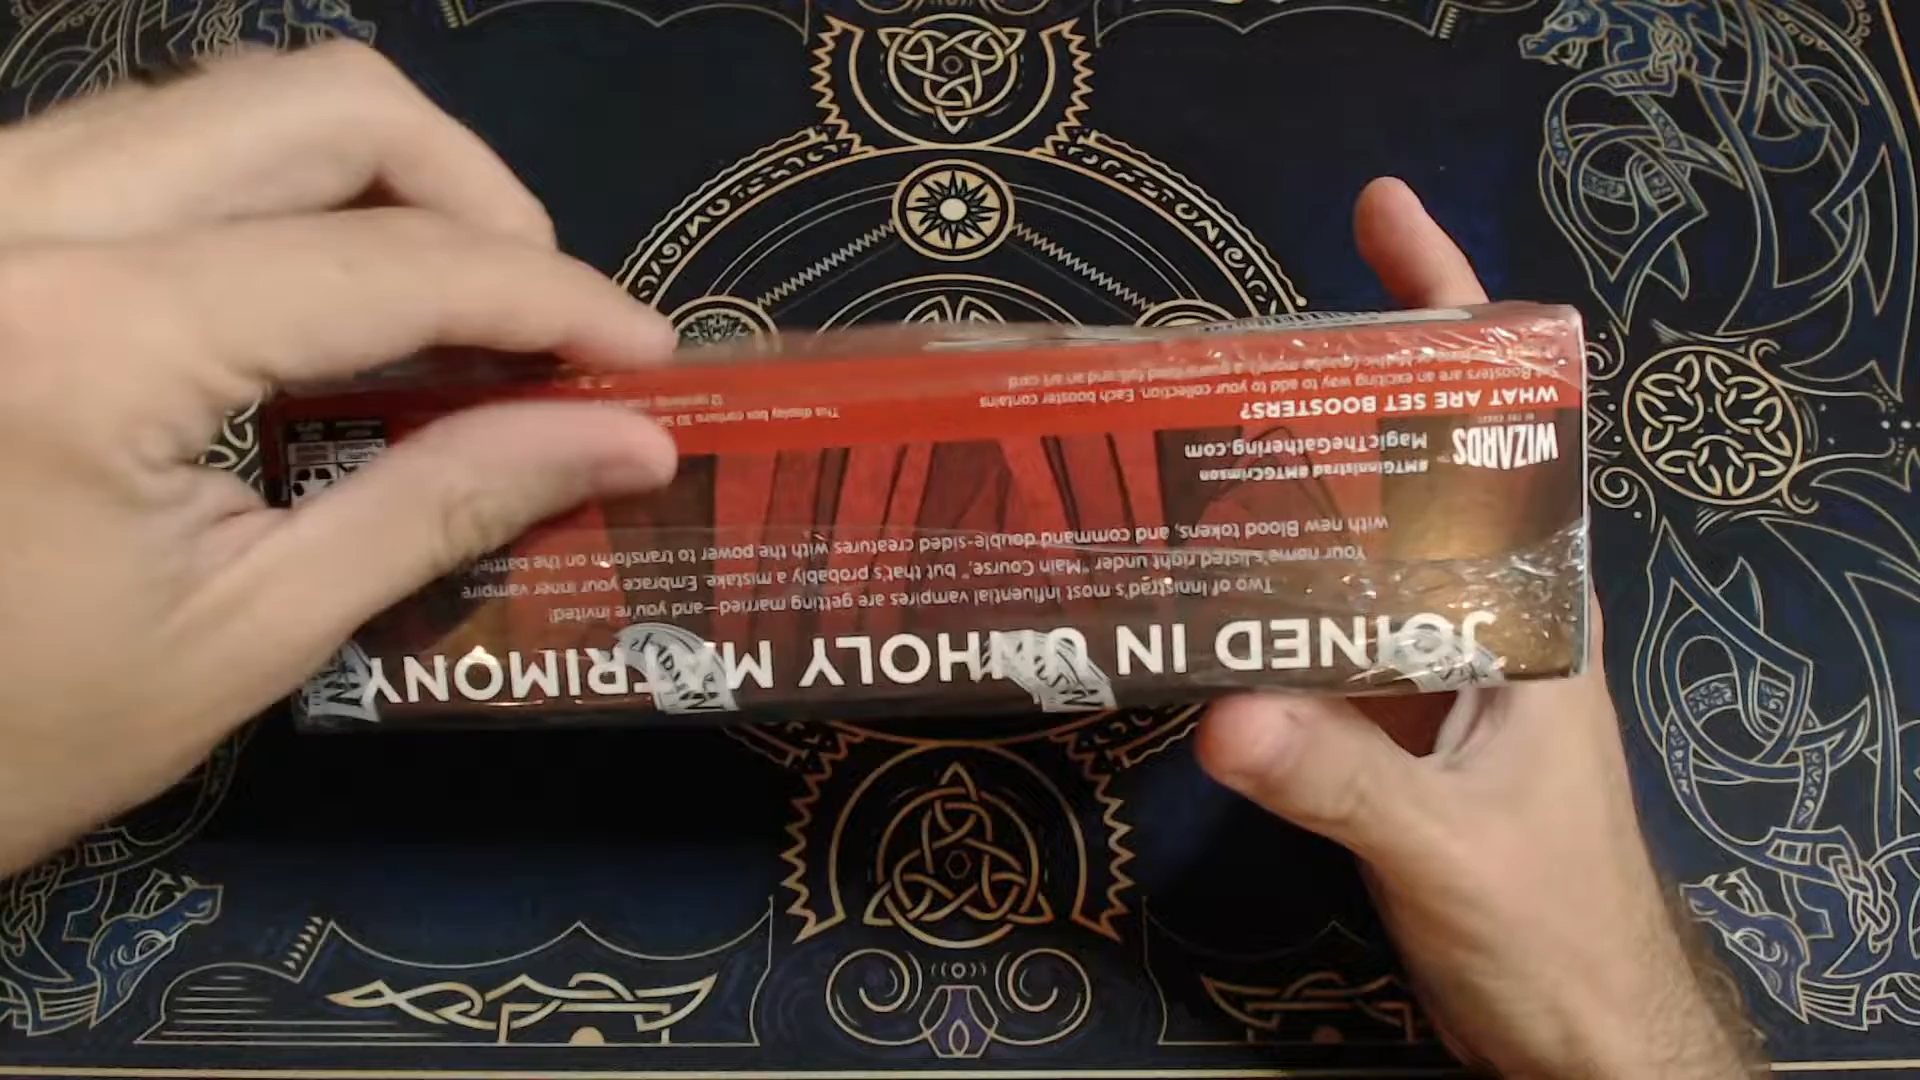 JOINED IN UNHOLY MATRIMONY
Two of Innistrad's most influential vampires are getting married—and you're invited!
Your name's listed right under "Main Course," but that's probably a mistake. Embrace your inner vampire
with new Blood tokens, and command double-sided creatures with the power to transform on the
#MTGInnistrad #MTGCrimson
MagicTheGathering.com
WIZARDS
OF THE COAST
WHAT ARE SET BOOSTERS?
Set Boosters are an exciting way to add to your collection. Each booster contains
This display box contains 30